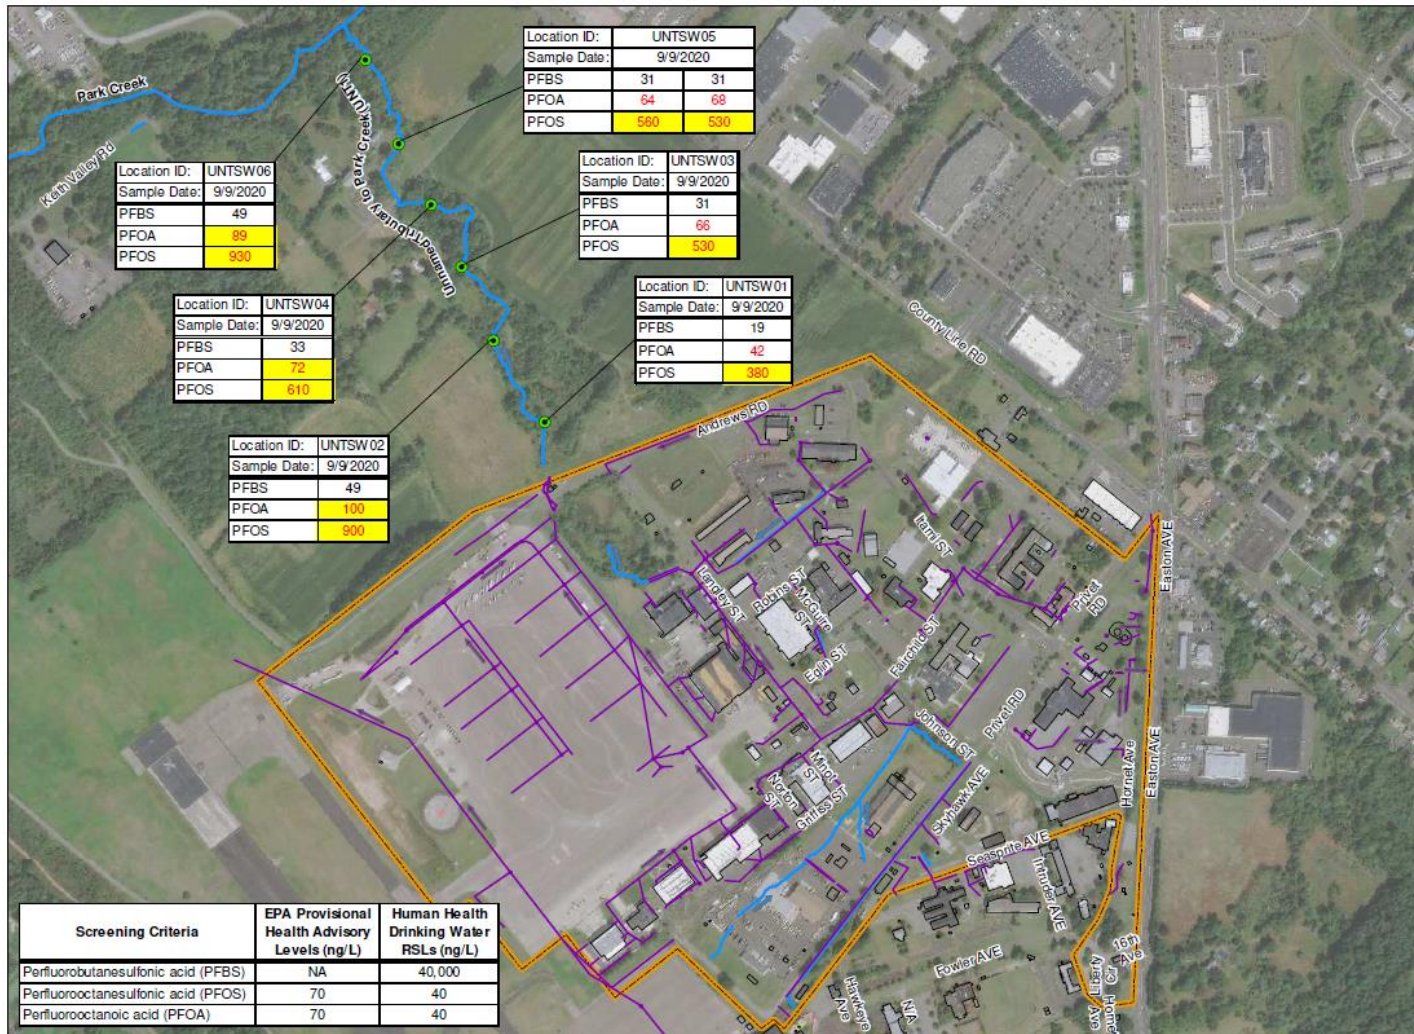 Location ID: UNTSW05
Sample Date: 9/9/2020
PFBS 31 31
PFOA 64 68
PFOS 560 530
Park Creek
Keith Valley Rd
Unnamed Tributary to Park Creek (UNT1)
Location ID: UNTSW06
Sample Date: 9/9/2020
PFBS 49
PFOA 89
PFOS 930
Location ID: UNTSW03
Sample Date: 9/9/2020
PFBS 31
PFOA 66
PFOS 530
Location ID: UNTSW04
Sample Date: 9/9/2020
PFBS 33
PFOA 72
PFOS 610
Location ID: UNTSW01
Sample Date: 9/9/2020
PFBS 19
PFOA 42
PFOS 380
Location ID: UNTSW02
Sample Date: 9/9/2020
PFBS 49
PFOA 100
PFOS 900
County Line RD
Andrews RD
Itami ST
Langley ST
Robins ST
McGuire ST
Eglin ST
Fairchild ST
Privet RD
Easton AVE
Privet RD
Johnson ST
Minot ST
Norton ST
Griffiss ST
Skyhawk AVE
Hornet Ave
Easton AVE
Seasprite AVE
Intruder AVE
Fowler AVE
16th Ave
Liberty Ave
Cir
Hawkeye Ave
N/A
Screening Criteria EPA Provisional Health Advisory Levels (ng/L) Human Health Drinking Water RSLs (ng/L)
Perfluorobutanesulfonic acid (PFBS) NA 40,000
Perfluorooctanesulfonic acid (PFOS) 70 40
Perfluorooctanoic acid (PFOA) 70 40